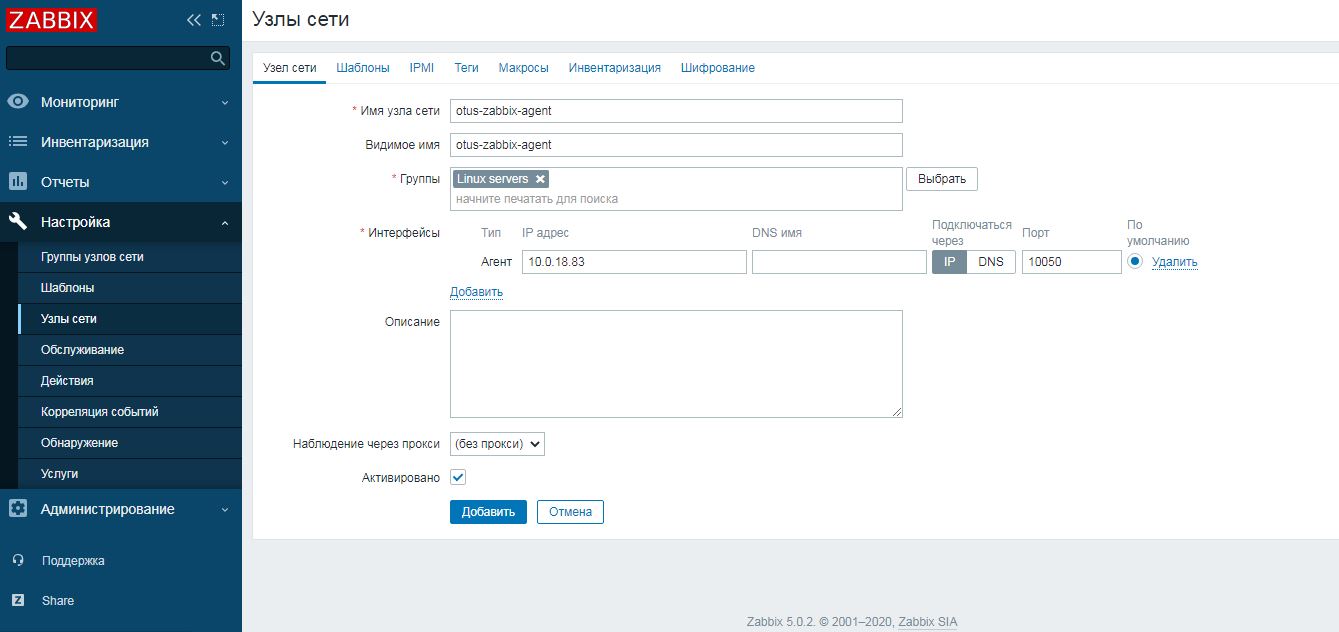 ZABBIX
Мониторинг
Инвентаризация
Отчеты
Настройка
Группы узлов сети
Шаблоны
Узлы сети
Обслуживание
Действия
Корреляция событий
Обнаружение
Услуги
Администрирование
Поддержка
Z Share
Узлы сети
Узел сети Шаблоны IPMI Теги Макросы Инвентаризация Шифрование
* Имя узла сети otus-zabbix-agent
Видимое имя otus-zabbix-agent
* Группы Linux servers Выбрать
начните печатать для поиска
* Интерфейсы Тип IP адрес DNS имя Подключаться через Порт По умолчанию
Агент 10.0.18.83 IP DNS 10050 Удалить
Добавить
Описание
Наблюдение через прокси (без прокси)
Активировано
Добавить Отмена
Zabbix 5.0.2. © 2001–2020, Zabbix SIA